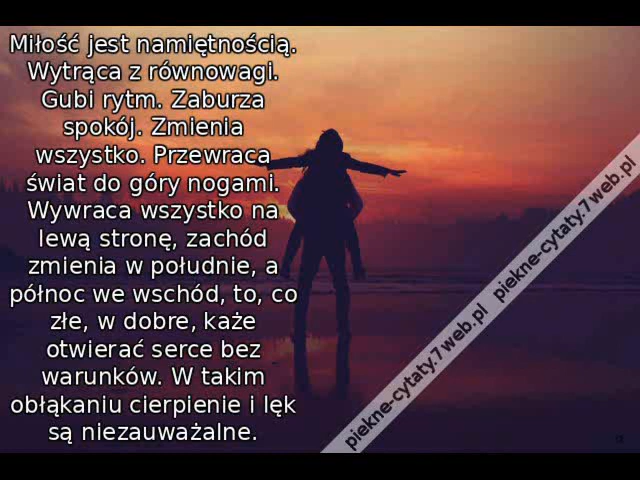 Miłość jest namiętnością.
Wytrąca z równowagi.
Gubi rytm. Zaburza
spokój. Zmienia
wszystko. Przewraca
świat do góry nogami.
Wywraca wszystko na
lewą stronę, zachód
zmienia w południe, a
północ we wschód, to, co
złe, w dobre, każe
otwierać serce bez
warunków. W takim
obłąkaniu cierpienie i lęk
są niezauważalne.
piekne-cytaty.7web.pl piekne-cytaty.7web.pl